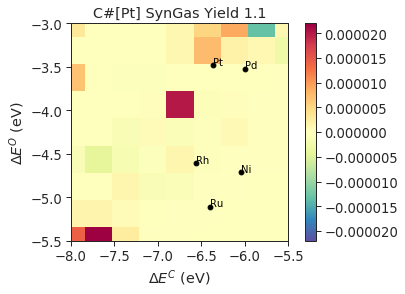 C#[Pt] SynGas Yield 1.1
−3.0
−3.5
−4.0
−4.5
−5.0
−5.5
ΔE^O (eV)
Pt
Pd
Rh
Ni
Ru
−8.0 −7.5 −7.0 −6.5 −6.0 −5.5
ΔE^C (eV)
0.000020
0.000015
0.000010
0.000005
0.000000
−0.000005
−0.000010
−0.000015
−0.000020